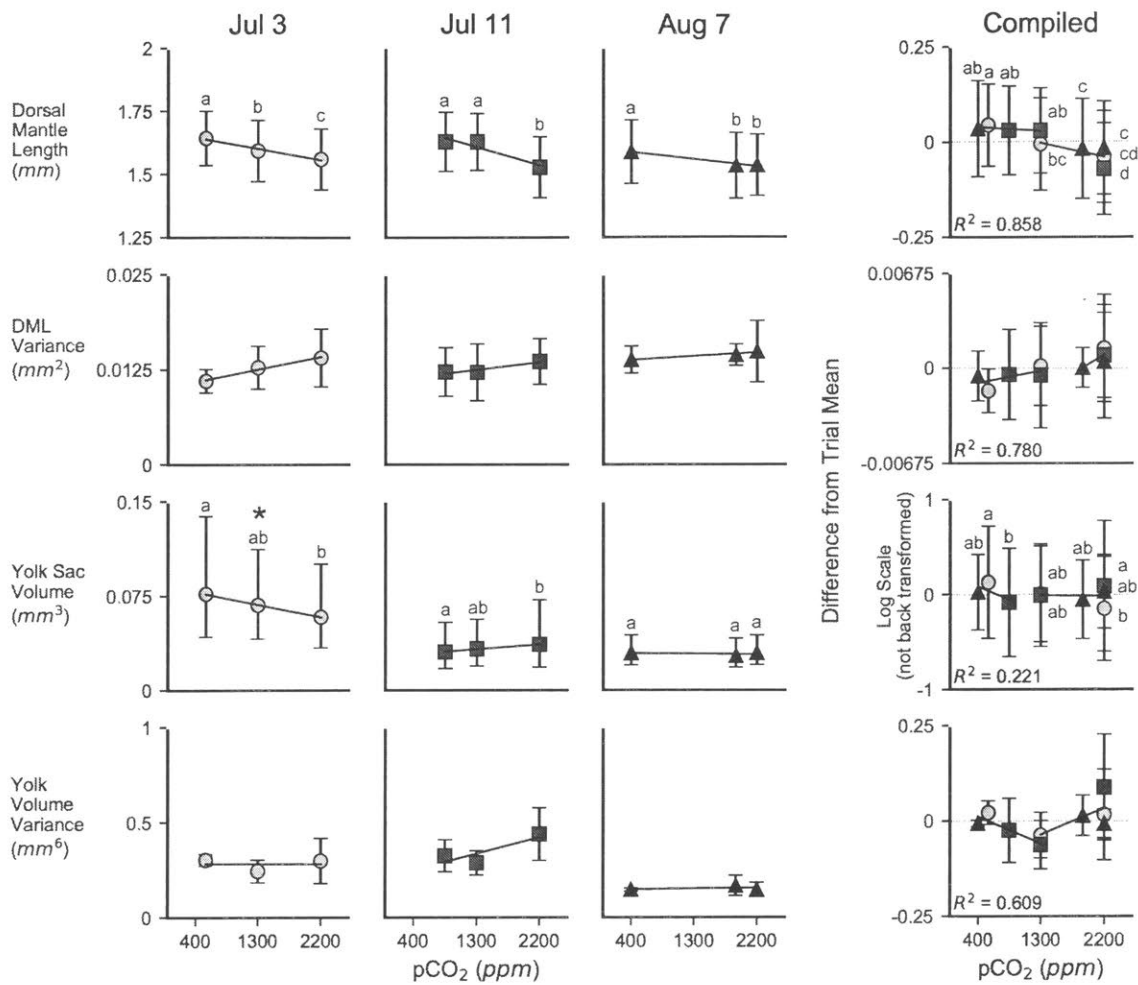 Jul 3
Jul 11
Aug 7
Compiled
Dorsal
Mantle
Length
(mm)
2
1.75
1.5
1.25
a
b
c
a
a
b
a
b
b
0.25
0
-0.25
ab
a
ab
ab
bc
c
c
cd
d
R² = 0.858
DML
Variance
(mm²)
0.025
0.0125
0
Difference from Trial Mean
0.00675
0
-0.00675
R² = 0.780
Yolk Sac
Volume
(mm³)
0.15
0.075
0
a
*
ab
b
a
ab
b
a
a
a
Log Scale
(not back transformed)
1
0
-1
ab
a
b
ab
ab
ab
a
ab
b
R² = 0.221
Yolk
Volume
Variance
(mm⁶)
1
0.5
0
0.25
0
-0.25
R² = 0.609
400 1300 2200
400 1300 2200
400 1300 2200
400 1300 2200
pCO₂ (ppm)
pCO₂ (ppm)